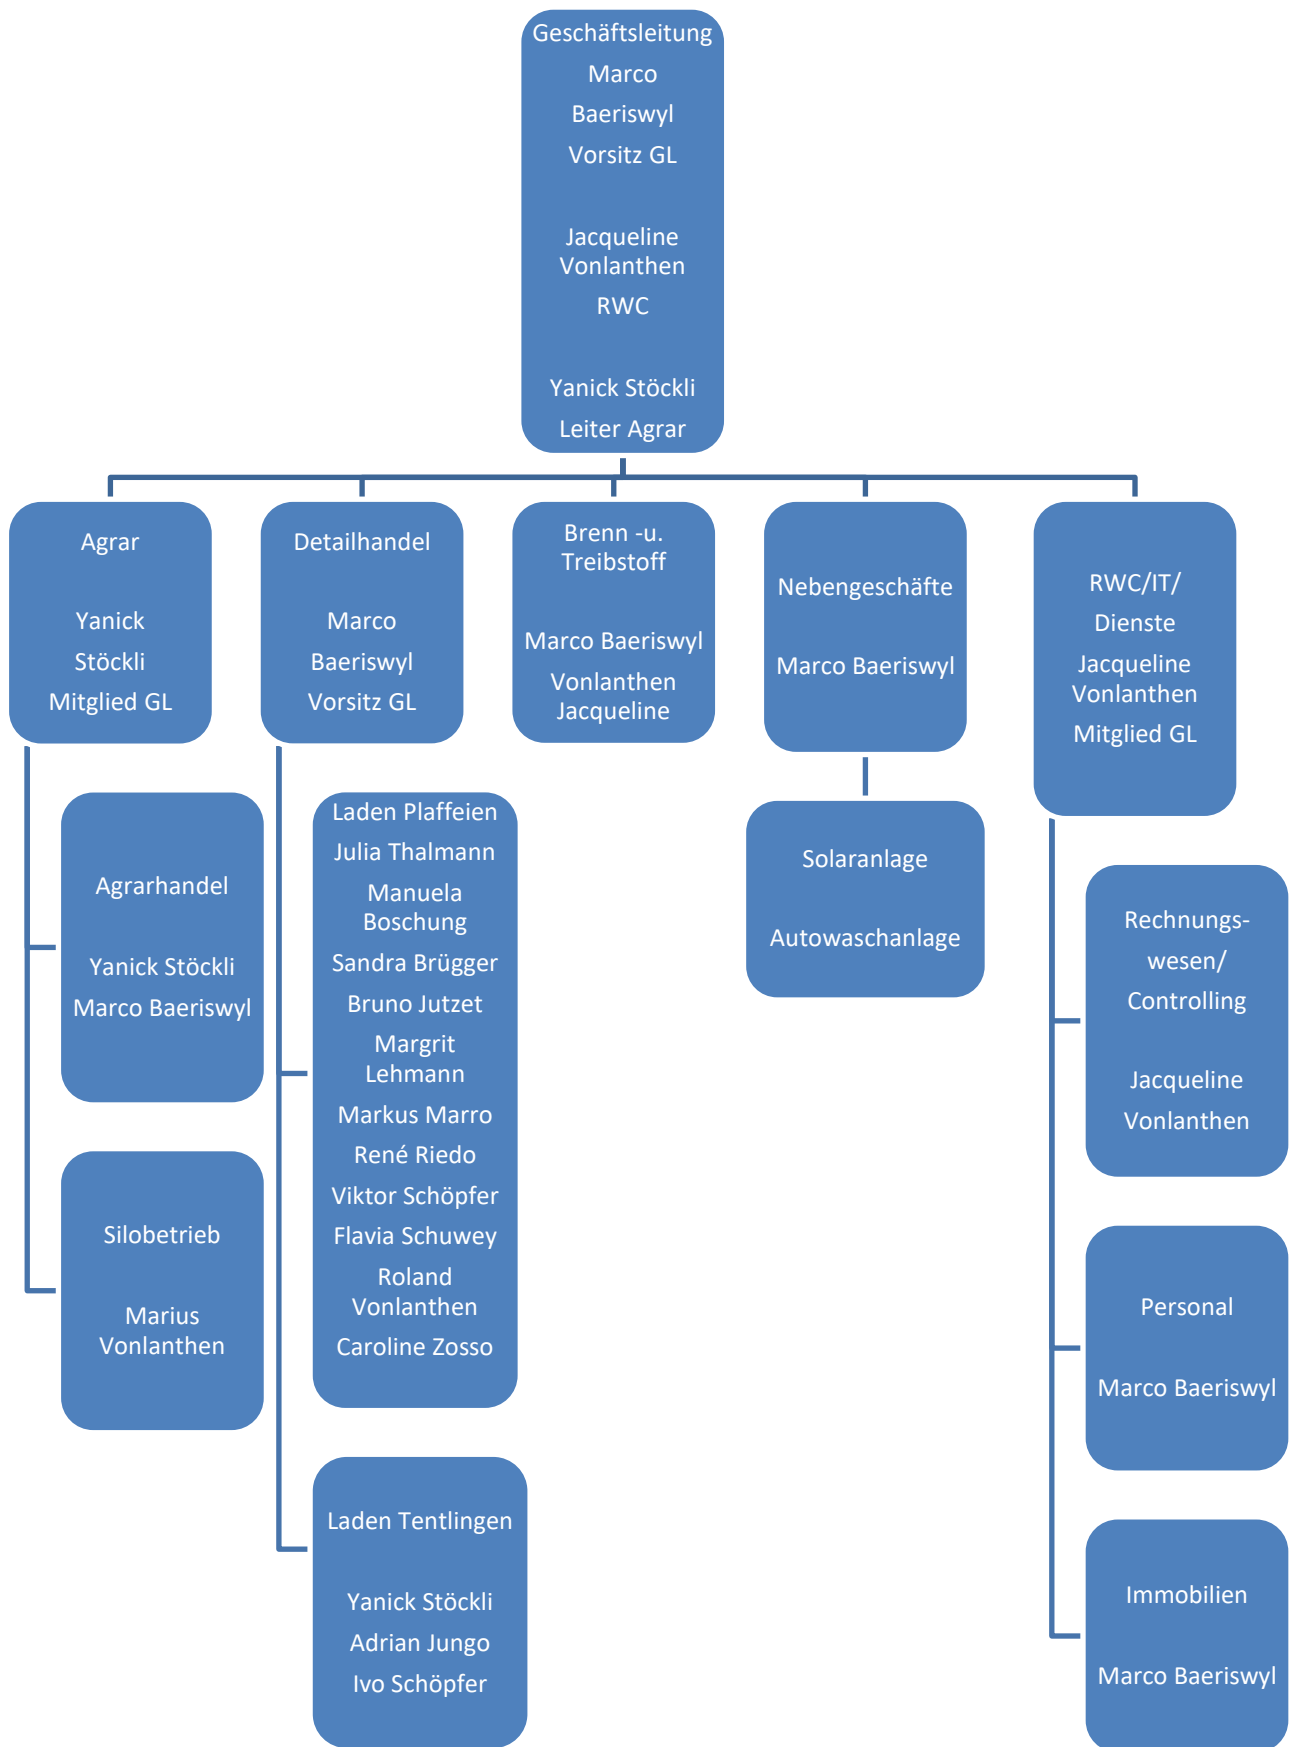 Geschäftsleitung
Marco
Baeriswyl
Vorsitz GL
Jacqueline
Vonlanthen
RWC
Yanick Stöckli
Leiter Agrar
Agrar
Yanick
Stöckli
Mitglied GL
Detailhandel
Marco
Baeriswyl
Vorsitz GL
Brenn -u.
Treibstoff
Marco Baeriswyl
Vonlanthen
Jacqueline
Nebengeschäfte
Marco Baeriswyl
RWC/IT/
Dienste
Jacqueline
Vonlanthen
Mitglied GL
Agrarhandel
Yanick Stöckli
Marco Baeriswyl
Silobetrieb
Marius
Vonlanthen
Laden Plaffeien
Julia Thalmann
Manuela
Boschung
Sandra Brügger
Bruno Jutzet
Margrit
Lehmann
Markus Marro
René Riedo
Viktor Schöpfer
Flavia Schuwey
Roland
Vonlanthen
Caroline Zosso
Laden Tentlingen
Yanick Stöckli
Adrian Jungo
Ivo Schöpfer
Solaranlage
Autowaschanlage
Rechnungs-
wesen/
Controlling
Jacqueline
Vonlanthen
Personal
Marco Baeriswyl
Immobilien
Marco Baeriswyl